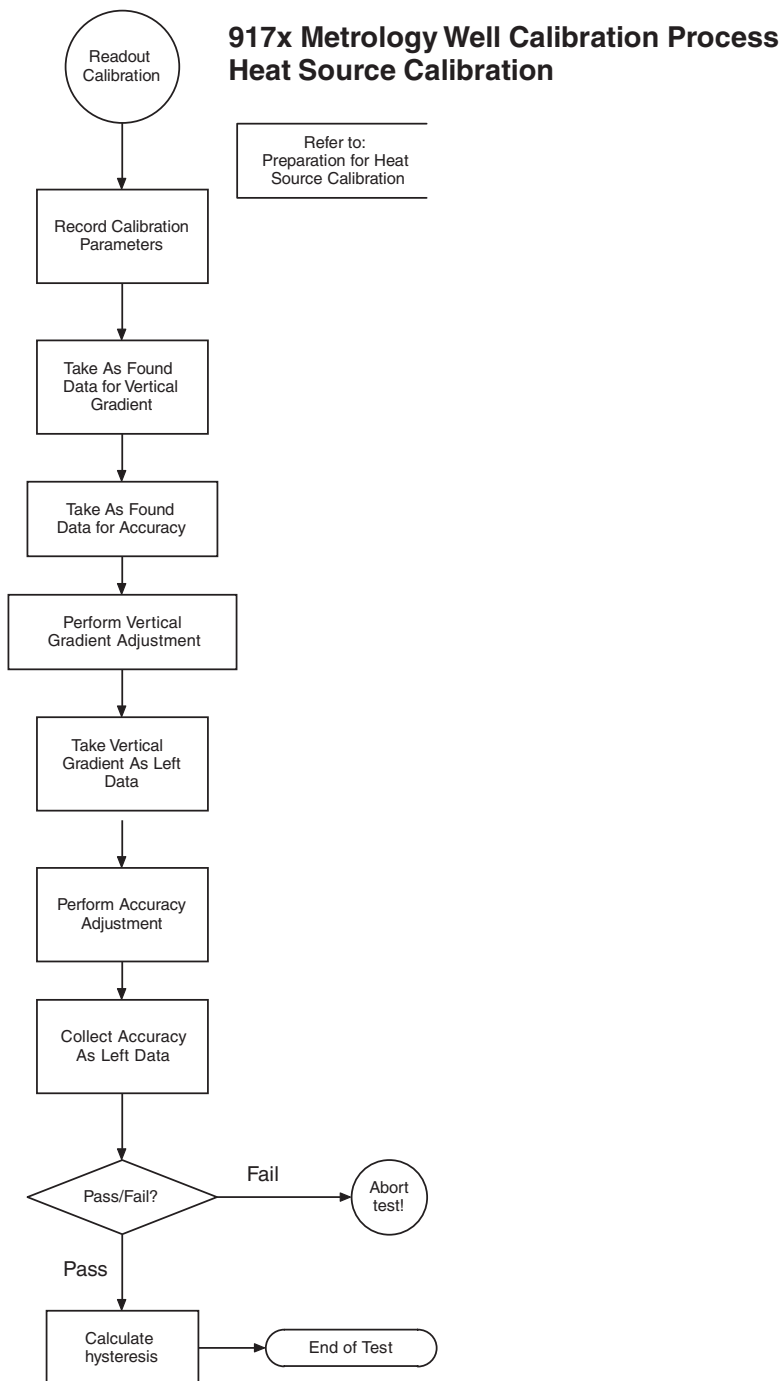 917x Metrology Well Calibration Process
Heat Source Calibration
Readout
Calibration
Refer to:
Preparation for Heat
Source Calibration
Record Calibration
Parameters
Take As Found
Data for Vertical
Gradient
Take As Found
Data for Accuracy
Perform Vertical
Gradient Adjustment
Take Vertical
Gradient As Left
Data
Perform Accuracy
Adjustment
Collect Accuracy
As Left Data
Pass/Fail?
Fail
Abort
test!
Pass
Calculate
hysteresis
End of Test